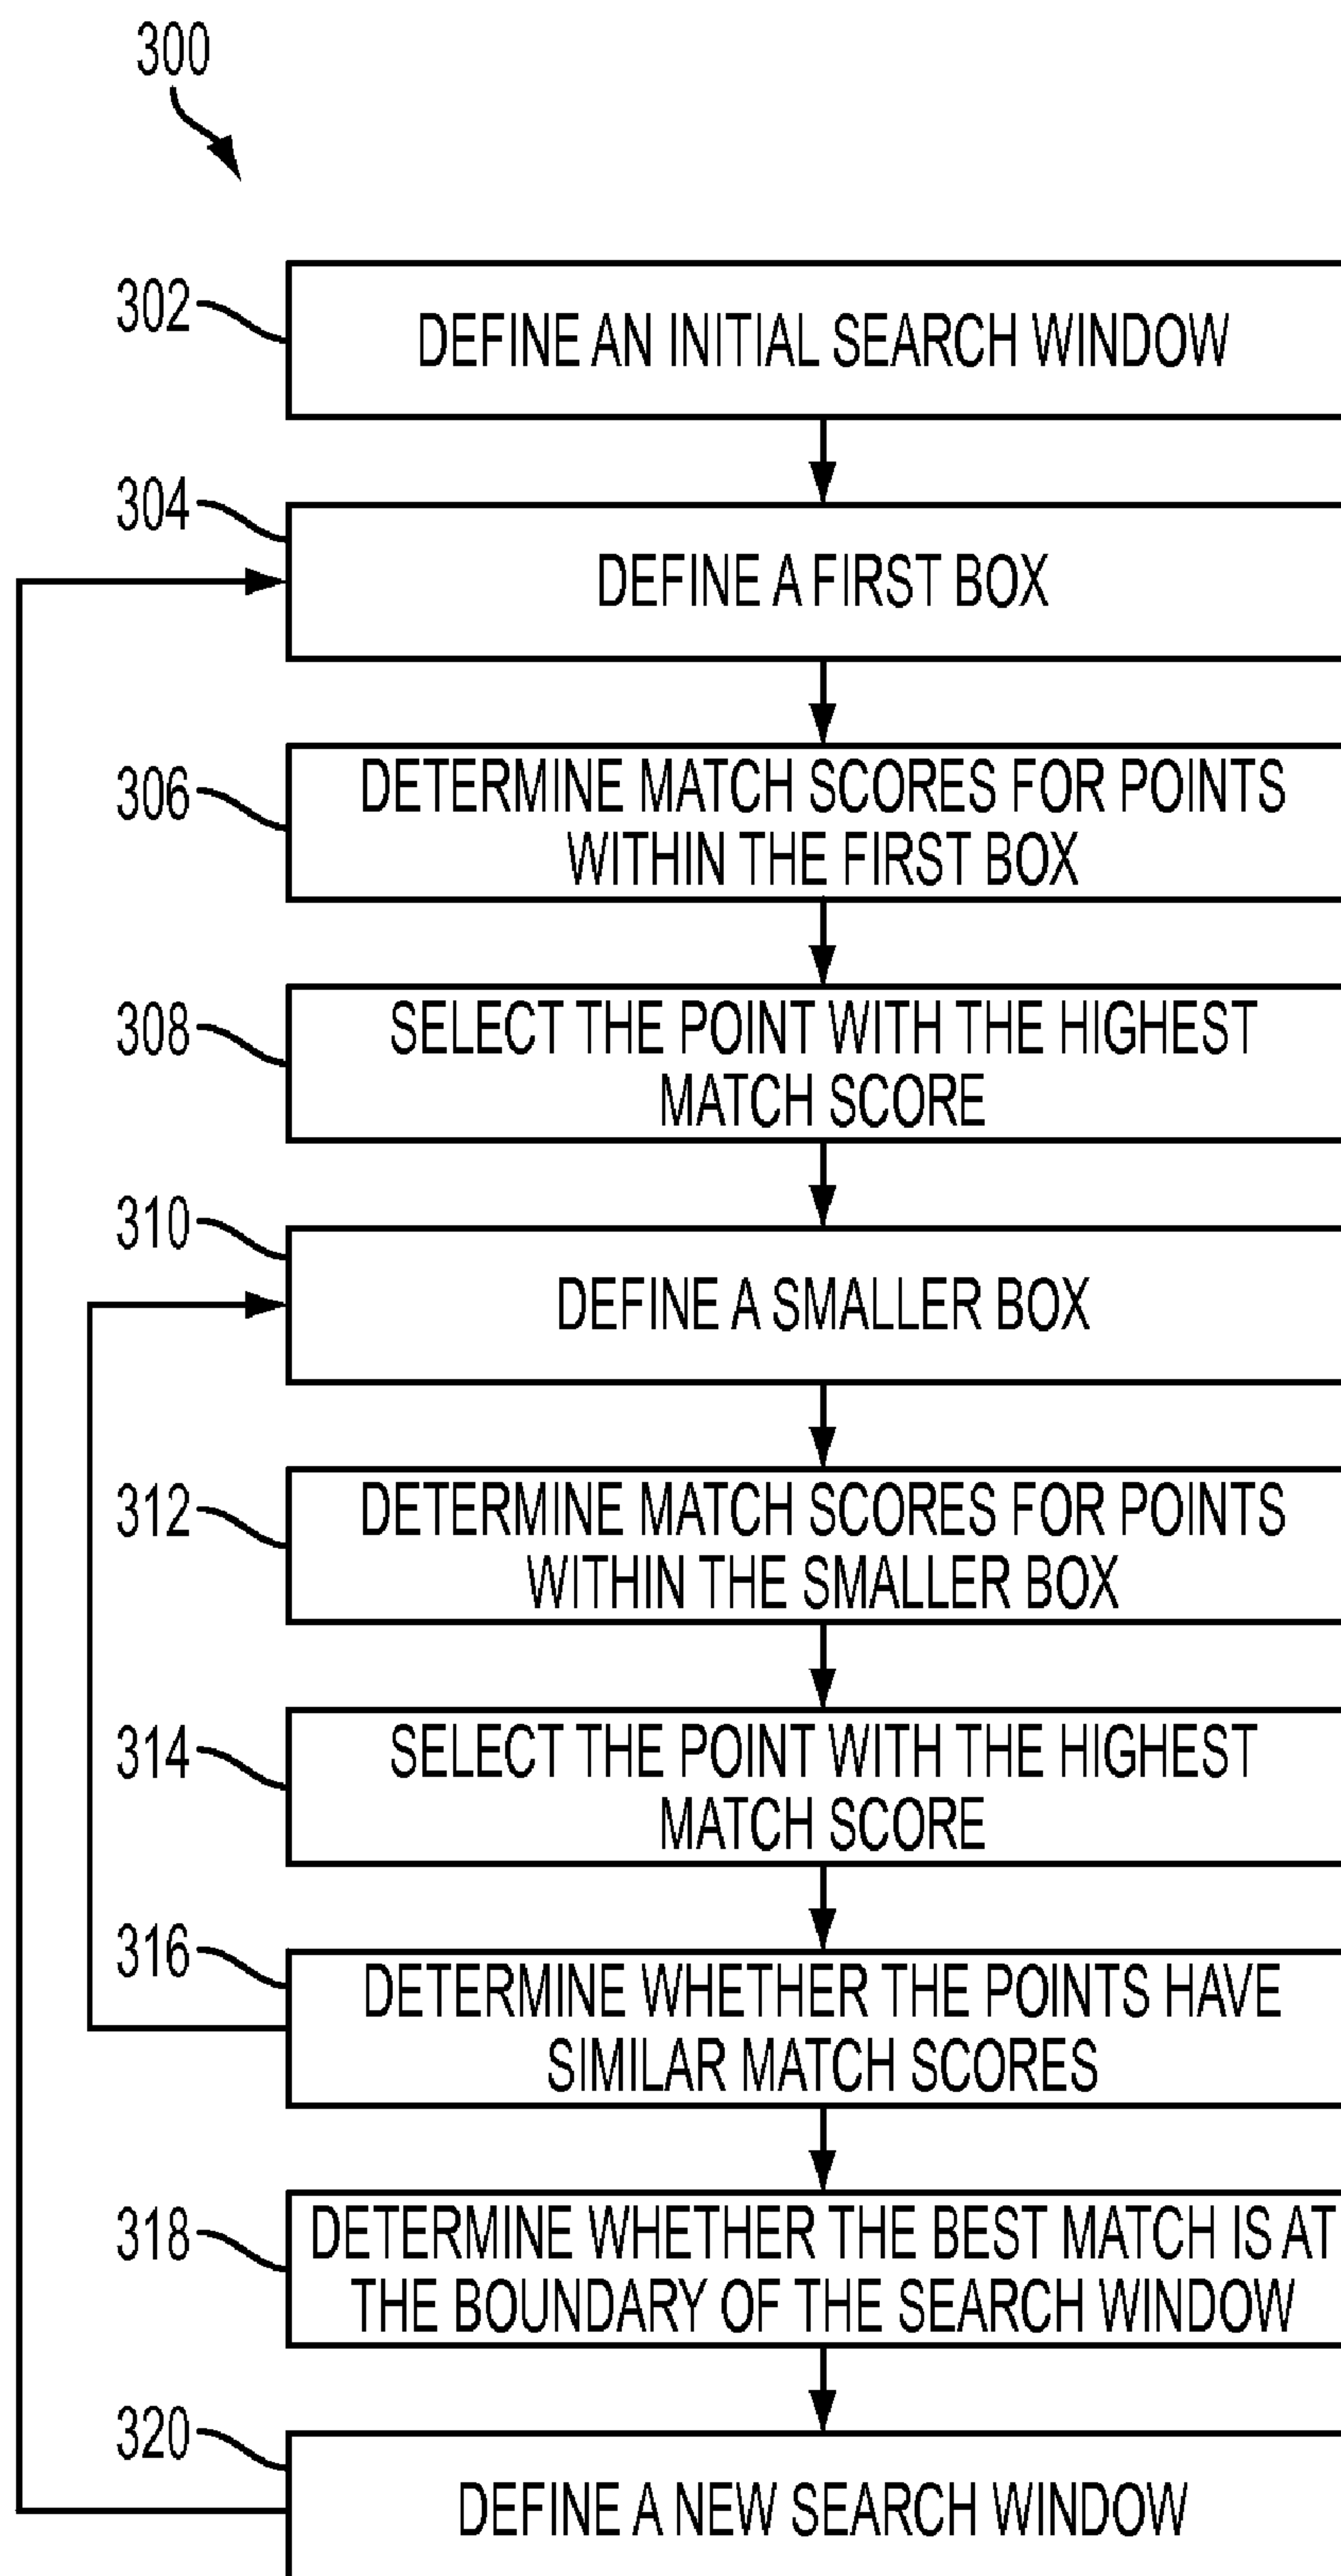 300
302
DEFINE AN INITIAL SEARCH WINDOW
304
DEFINE A FIRST BOX
306
DETERMINE MATCH SCORES FOR POINTS
WITHIN THE FIRST BOX
308
SELECT THE POINT WITH THE HIGHEST
MATCH SCORE
310
DEFINE A SMALLER BOX
312
DETERMINE MATCH SCORES FOR POINTS
WITHIN THE SMALLER BOX
314
SELECT THE POINT WITH THE HIGHEST
MATCH SCORE
316
DETERMINE WHETHER THE POINTS HAVE
SIMILAR MATCH SCORES
318
DETERMINE WHETHER THE BEST MATCH IS AT
THE BOUNDARY OF THE SEARCH WINDOW
320
DEFINE A NEW SEARCH WINDOW